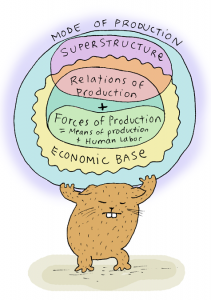 MODE OF PRODUCTION
SUPERSTRUCTURE
Relations of
Production
+
Forces of Production
= Means of production
+ Human Labor
ECONOMIC BASE